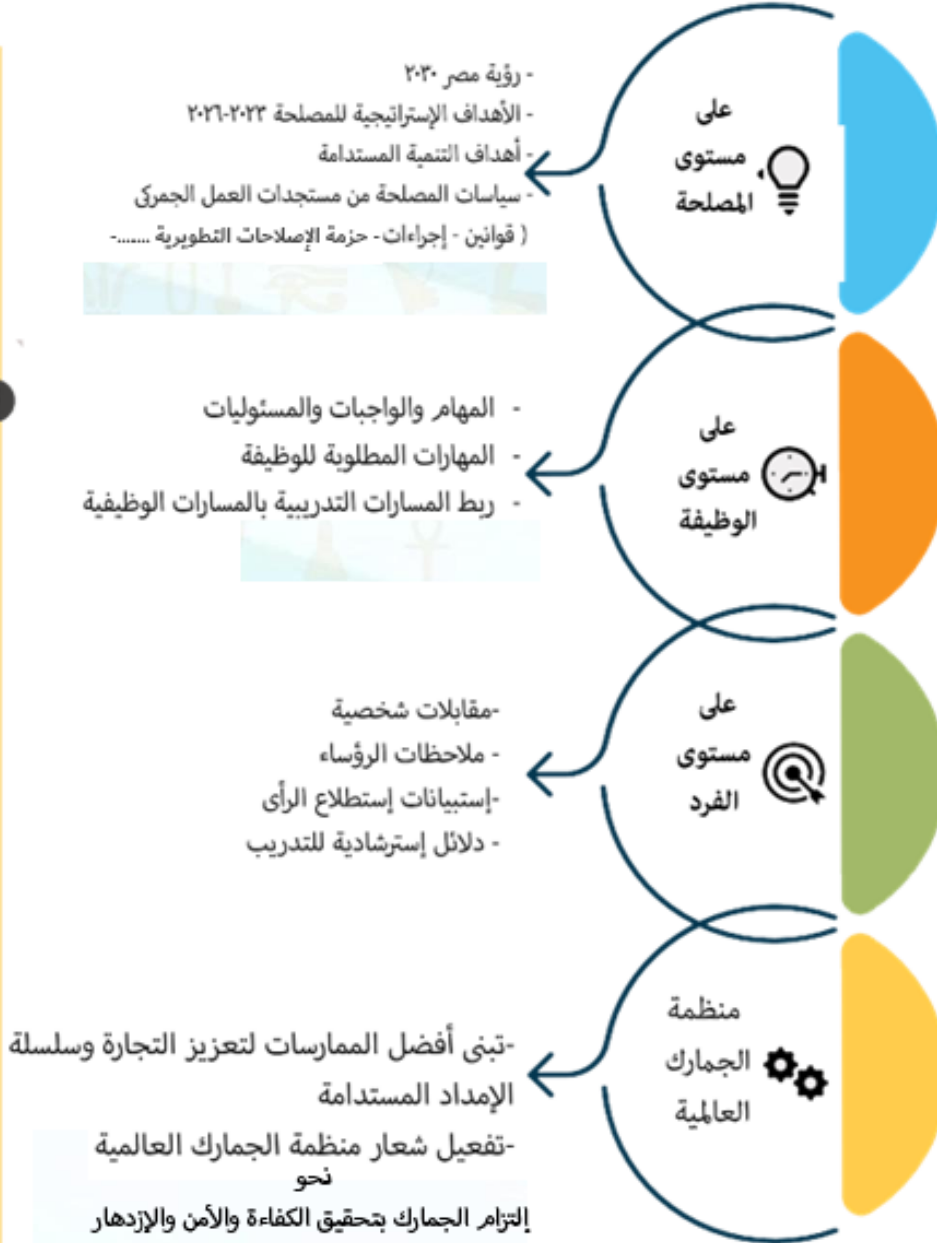 على
مستوى
المصلحة
- رؤية مصر ٢٠٣٠
- الأهداف الإستراتيجية للمصلحة ٢٠٢٣-٢٠٢٦
- أهداف التنمية المستدامة
- سياسات المصلحة من مستجدات العمل الجمركى
( قوانين - إجراءات- حزمة الإصلاحات التطويرية .......-
على
مستوى
الوظيفة
- المهام والواجبات والمسئوليات
- المهارات المطلوبة للوظيفة
- ربط المسارات التدريبية بالمسارات الوظيفية
على
مستوى
الفرد
-مقابلات شخصية
- ملاحظات الرؤساء
-إستبيانات إستطلاع الرأى
- دلائل إسترشادية للتدريب
منظمة
الجمارك
العالمية
-تبنى أفضل الممارسات لتعزيز التجارة وسلسلة
الإمداد المستدامة
-تفعيل شعار منظمة الجمارك العالمية
نحو
إلتزام الجمارك بتحقيق الكفاءة والأمن والإزدهار